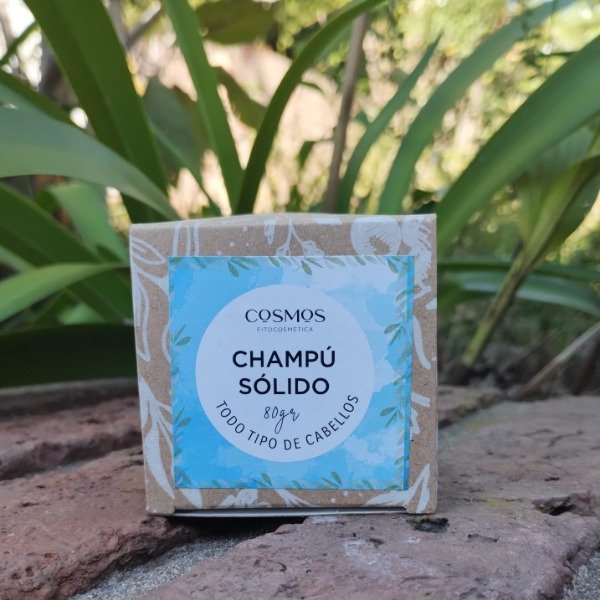 COSMOS
FITOCOSMETICA
CHAMPÚ
SÓLIDO
80gr
TODO TIPO DE CABELLOS